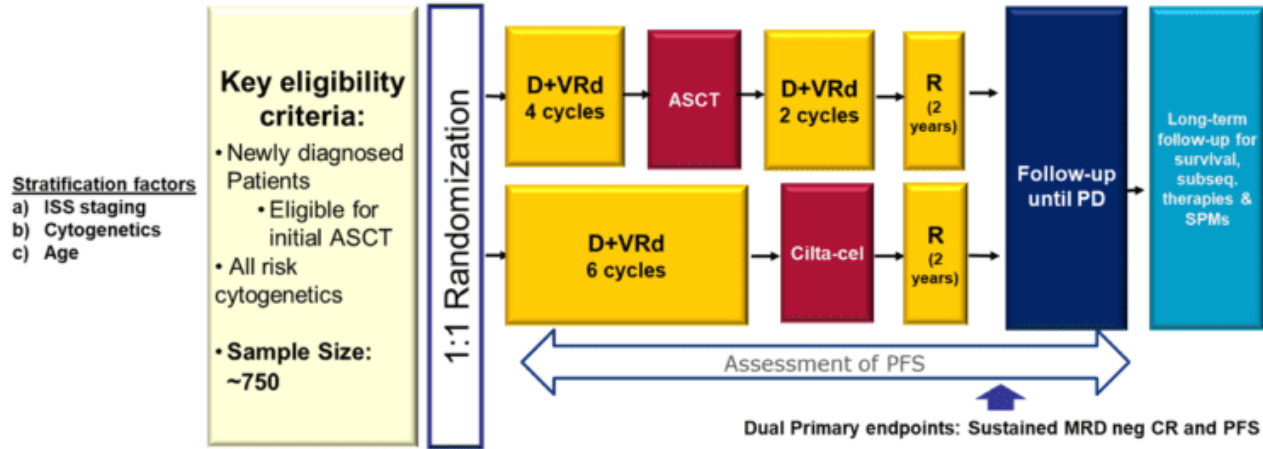 Stratification factors
a) ISS staging
b) Cytogenetics
c) Age
Key eligibility
criteria:
• Newly diagnosed
Patients
• Eligible for
initial ASCT
• All risk
cytogenetics
• Sample Size:
~750
1:1 Randomization
D+VRd
4 cycles
ASCT
D+VRd
2 cycles
R
(2
years)
D+VRd
6 cycles
Cilta-cel
R
(2
years)
Follow-up
until PD
Long-term
follow-up for
survival,
subseq.
therapies &
SPMs
Assessment of PFS
Dual Primary endpoints: Sustained MRD neg CR and PFS